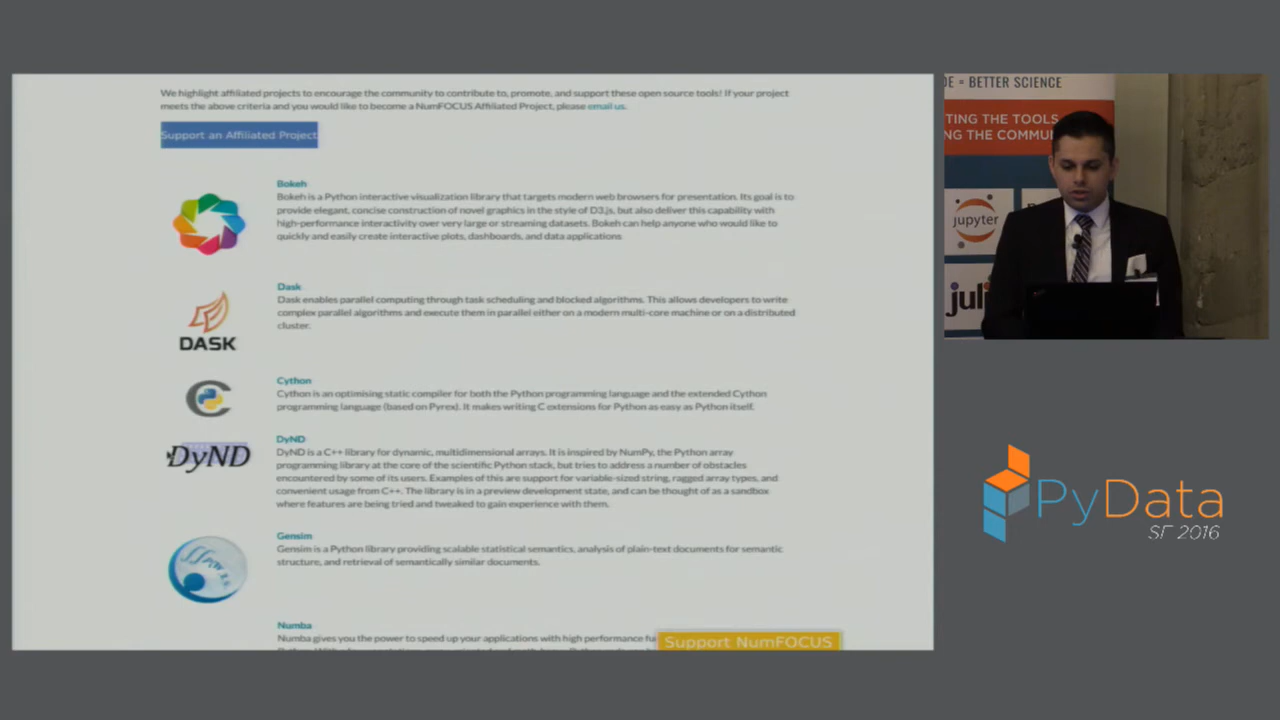 We highlight affiliated projects to encourage the community to contribute to, promote, and support these open source tools! If your project
meets the above criteria and you would like to become a NumFOCUS Affiliated Project, please email us.
Support an Affiliated Project
Bokeh
Bokeh is a Python interactive visualization library that targets modern web browsers for presentation. Its goal is to
provide elegant, concise construction of novel graphics in the style of D3.js, but also deliver this capability with
high-performance interactivity over very large or streaming datasets. Bokeh can help anyone who would like to
quickly and easily create interactive plots, dashboards, and data applications
DASK
Dask
Dask enables parallel computing through task scheduling and blocked algorithms. This allows developers to write
complex parallel algorithms and execute them in parallel either on a modern multi-core machine or on a distributed
cluster.
Cython
Cython is an optimising static compiler for both the Python programming language and the extended Cython
programming language (based on Pyrex). It makes writing C extensions for Python as easy as Python itself.
DyND
DyND
DyND is a C++ library for dynamic, multidimensional arrays. It is inspired by NumPy, the Python array
programming library at the core of the scientific Python stack, but tries to address a number of obstacles
encountered by some of its users. Examples of this are support for variable-sized string, ragged array types, and
convenient usage from C++. The library is in a preview development state, and can be thought of as a sandbox
where features are being tried and tweaked to gain experience with them.
Gensim
Gensim is a Python library providing scalable statistical semantics, analysis of plain-text documents for semantic
structure, and retrieval of semantically similar documents.
Numba
Numba gives you the power to speed up your applications with high performance fu
Support NumFOCUS
DE = BETTER SCIENCE
TING THE TOOLS
NG THE COMMU
jupyter
juli
PyData
SF 2016